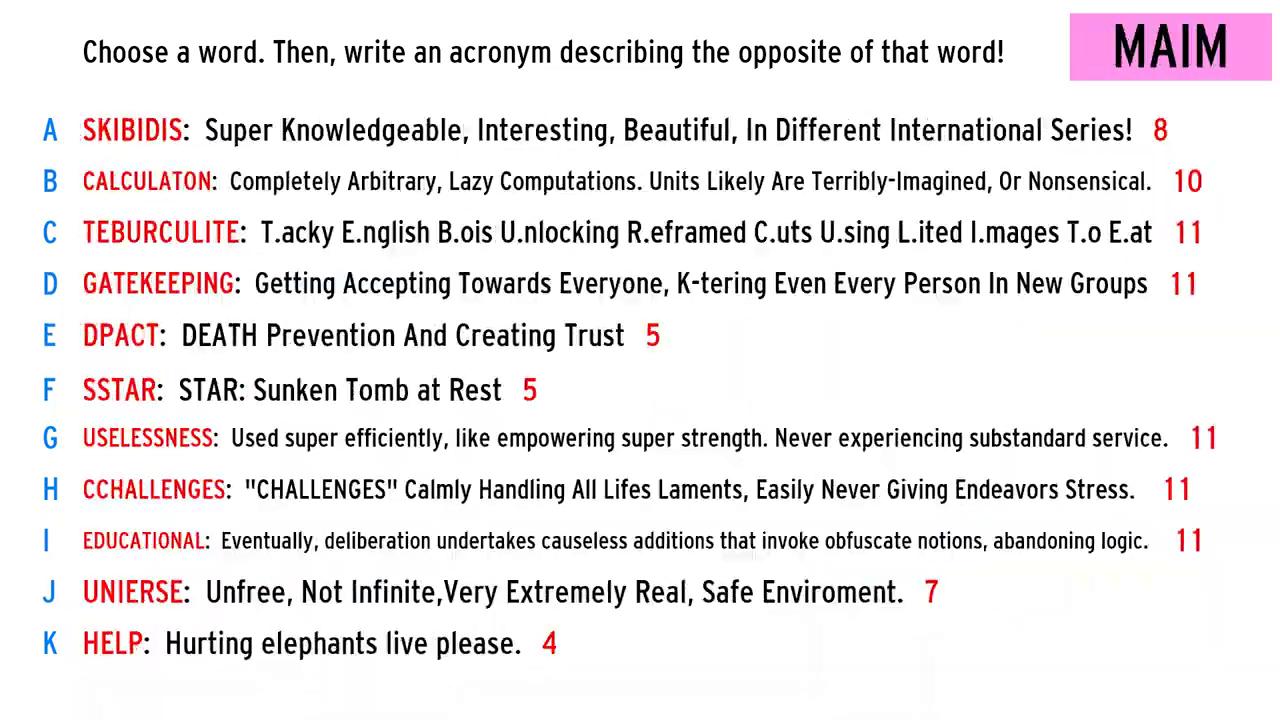 Choose a word. Then, write an acronym describing the opposite of that word!
MAIM
A SKIBIDIS: Super Knowledgeable, Interesting, Beautiful, In Different International Series! 8
B CALCULATON: Completely Arbitrary, Lazy Computations. Units Likely Are Terribly-Imagined, Or Nonsensical. 10
C TEBURCULITE: T.acky E.nglish B.ois U.nlocking R.eframed C.uts U.sing L.ited I.mages T.o E.at 11
D GATEKEEPING: Getting Accepting Towards Everyone, K-tering Even Every Person In New Groups 11
E DPACT: DEATH Prevention And Creating Trust 5
F SSTAR: STAR: Sunken Tomb at Rest 5
G USELESSNESS: Used super efficiently, like empowering super strength. Never experiencing substandard service. 11
H CCHALLENGES: "CHALLENGES" Calmly Handling All Lifes Laments, Easily Never Giving Endeavors Stress. 11
I EDUCATIONAL: Eventually, deliberation undertakes causeless additions that invoke obfuscate notions, abandoning logic. 11
J UNIERSE: Unfree, Not Infinite,Very Extremely Real, Safe Enviroment. 7
K HELP: Hurting elephants live please. 4